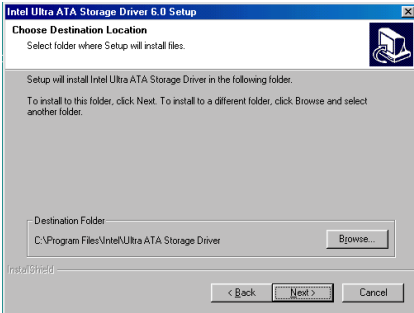 Intel Ultra ATA Storage Driver 6.0 Setup
Choose Destination Location
Select folder where Setup will install files.
Setup will install Intel Ultra ATA Storage Driver in the following folder.
To install to this folder, click Next. To install to a different folder, click Browse and select
another folder.
Destination Folder
C:\Program Files\Intel\Ultra ATA Storage Driver
Browse...
InstallShield
< Back
Next >
Cancel